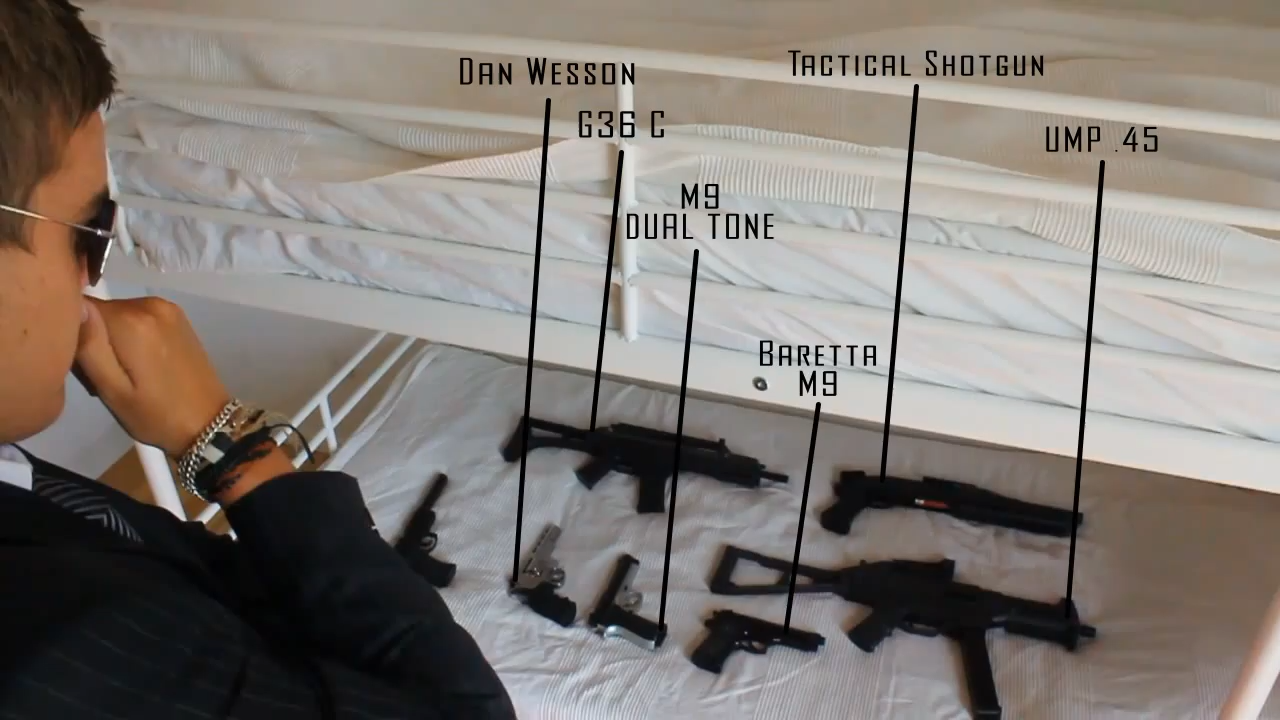 Dan Wesson
G36 C
M9
DUAL TONE
Baretta
M9
Tactical Shotgun
UMP .45